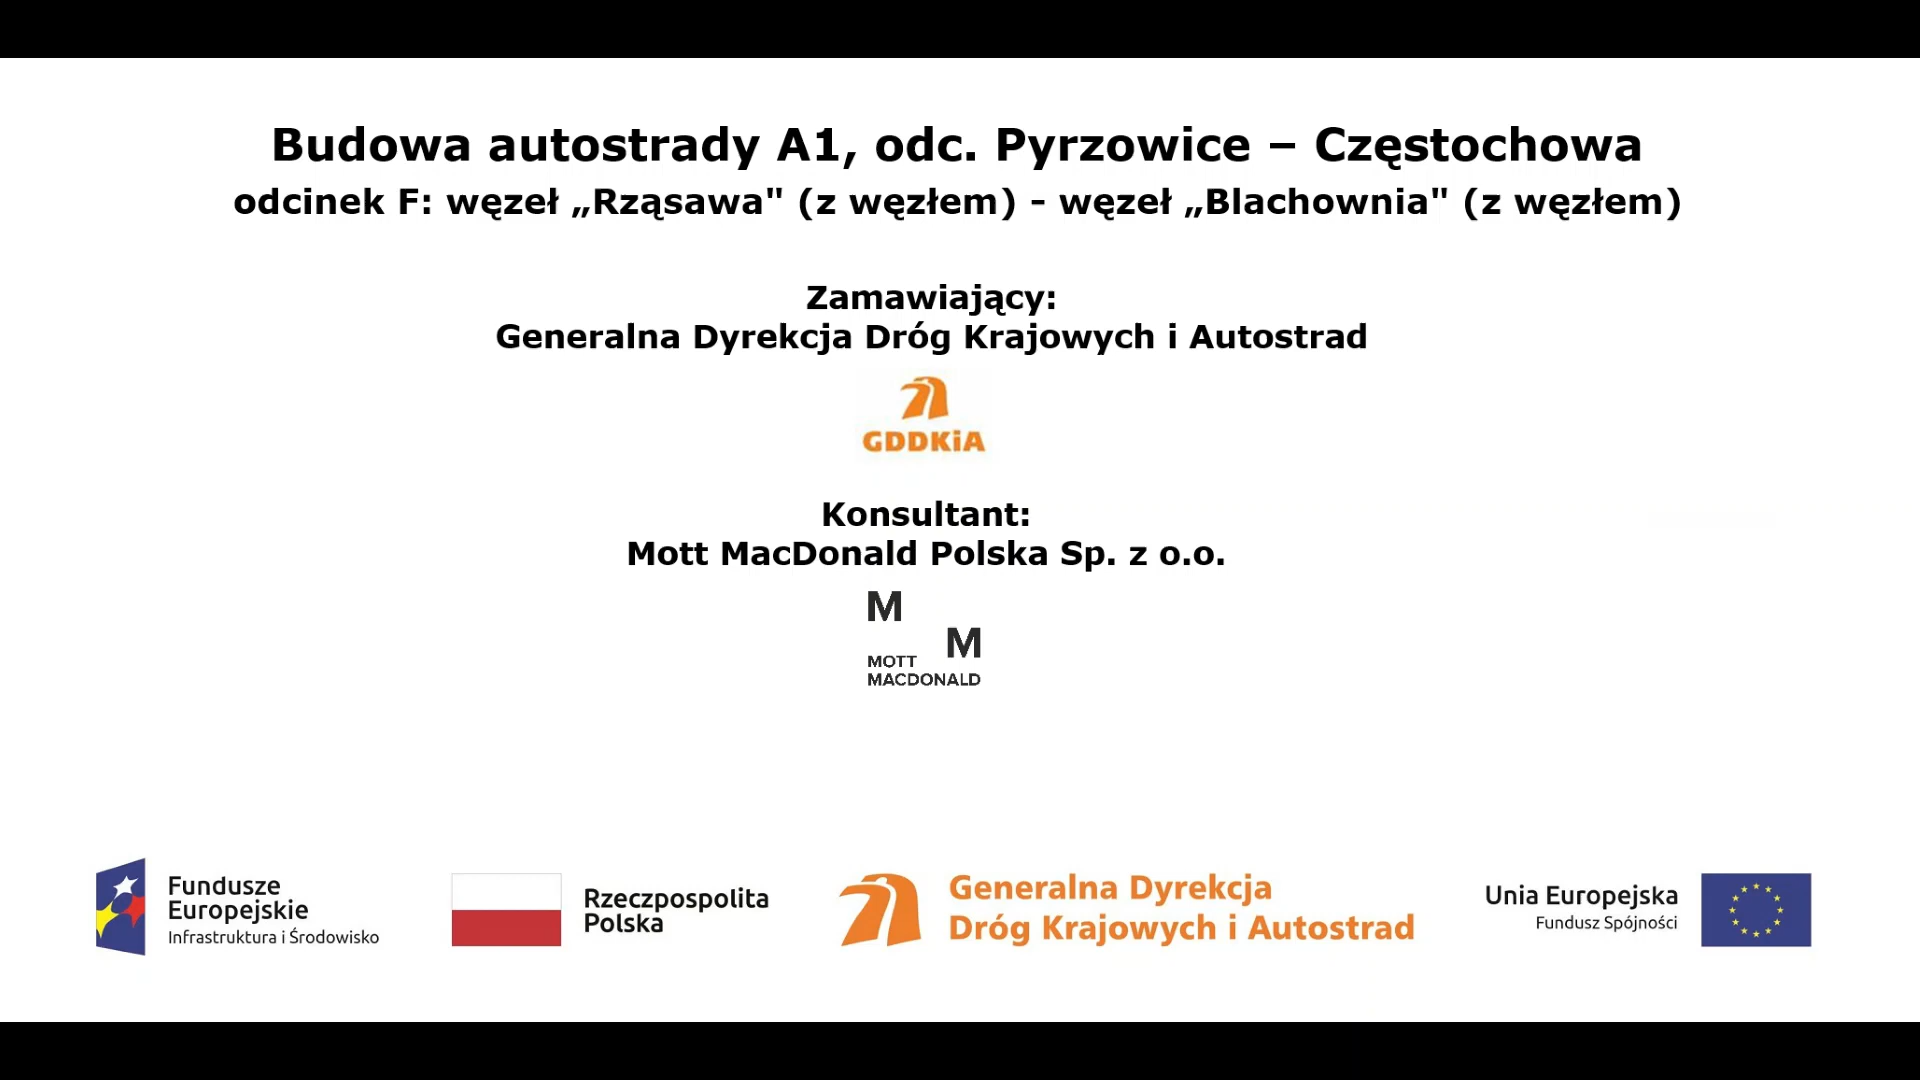 Budowa autostrady A1, odc. Pyrzowice – Częstochowa
odcinek F: węzeł „Rząsawa" (z węzłem) - węzeł „Blachownia" (z węzłem)
Zamawiający:
Generalna Dyrekcja Dróg Krajowych i Autostrad
GDDKiA
Konsultant:
Mott MacDonald Polska Sp. z o.o.
M
M
MOTT
MACDONALD
Fundusze
Europejskie
Infrastruktura i Środowisko
Rzeczpospolita
Polska
Generalna Dyrekcja
Dróg Krajowych i Autostrad
Unia Europejska
Fundusz Spójności